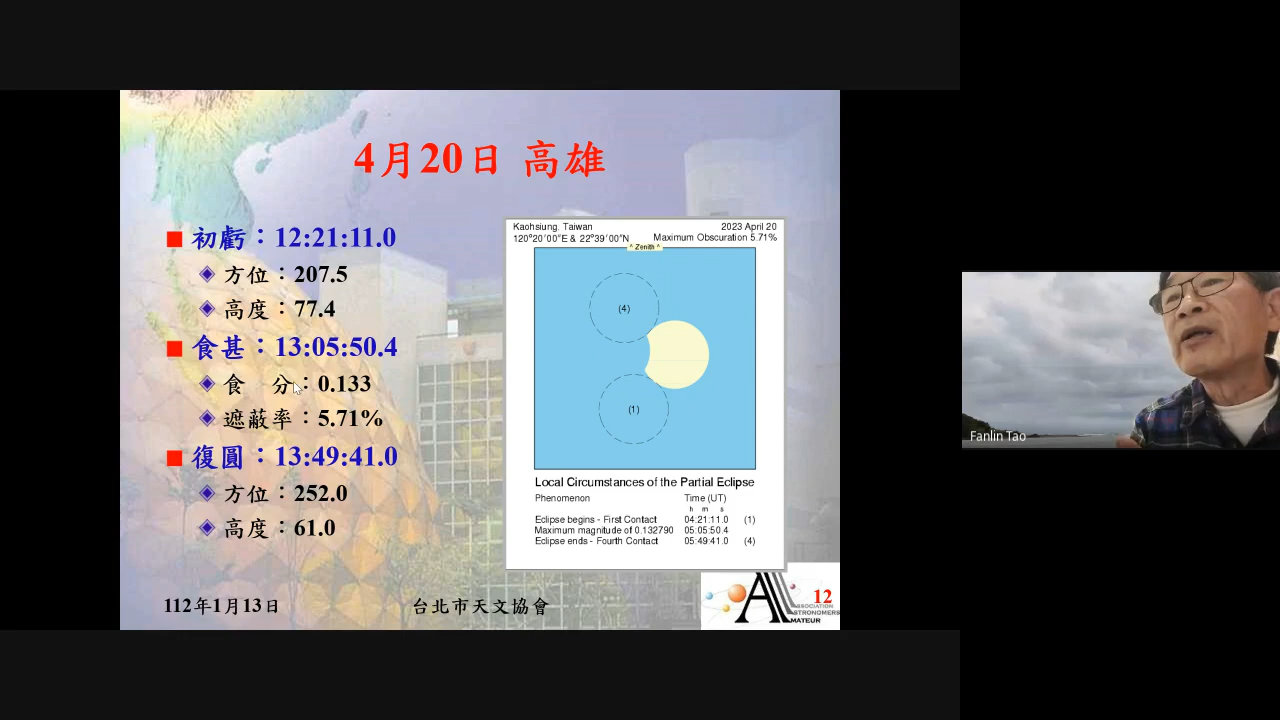 4月20日 高雄
初虧：12:21:11.0
方位：207.5
高度：77.4
食甚：13:05:50.4
食 分：0.133
遮蔽率：5.71%
復圓：13:49:41.0
方位：252.0
高度：61.0
Kaohsiung, Taiwan 2023 April 20
120°20'00"E & 22°39'00"N Maximum Obscuration 5.71%
^ Zenith ^
(4)
(1)
Local Circumstances of the Partial Eclipse
Phenomenon Time (UT)
h m s
Eclipse begins - First Contact 04:21:11.0 (1)
Maximum magnitude of 0.132790 05:05:50.4
Eclipse ends - Fourth Contact 05:49:41.0 (4)
112年1月13日
台北市天文協會
12
ASSOCIATION
ASTRONOMERS
AMATEUR
Fanlin Tao